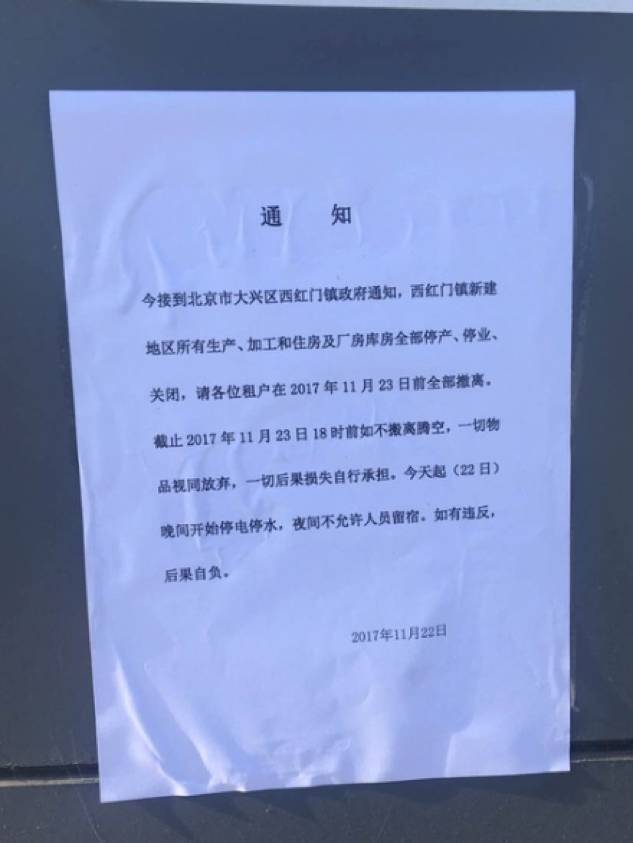 通 知
今接到北京市大兴区西红门镇政府通知，西红门镇新建
地区所有生产、加工和住房及厂房库房全部停产、停业、
关闭，请各位租户在 2017 年 11 月 23 日前全部撤离。
截止 2017 年 11 月 23 日 18 时前如不搬离腾空，一切物
品视同放弃，一切后果损失自行承担。今天起（22 日）
晚间开始停电停水，夜间不允许人员留宿。如有违反，
后果自负。
2017年11月22日